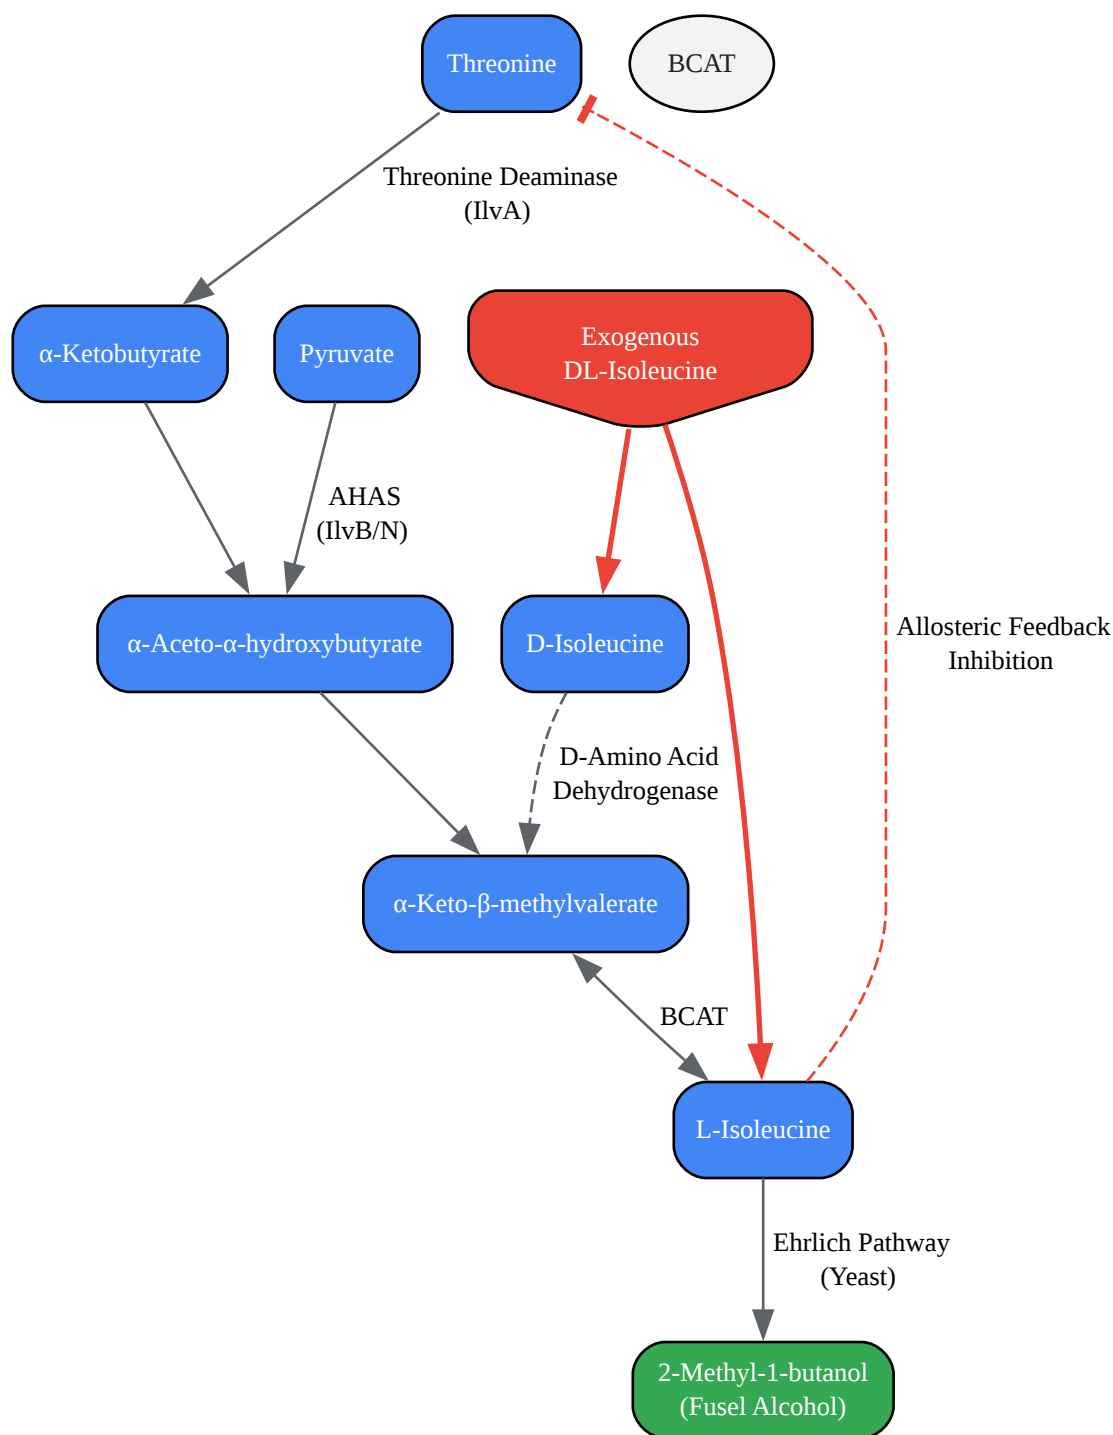 Threonine
BCAT
Threonine Deaminase
(IlvA)
α-Ketobutyrate
Pyruvate
Exogenous
DL-Isoleucine
AHAS
(IlvB/N)
α-Aceto-α-hydroxybutyrate
D-Isoleucine
Allosteric Feedback
Inhibition
D-Amino Acid
Dehydrogenase
α-Keto-β-methylvalerate
BCAT
L-Isoleucine
Ehrlich Pathway
(Yeast)
2-Methyl-1-butanol
(Fusel Alcohol)